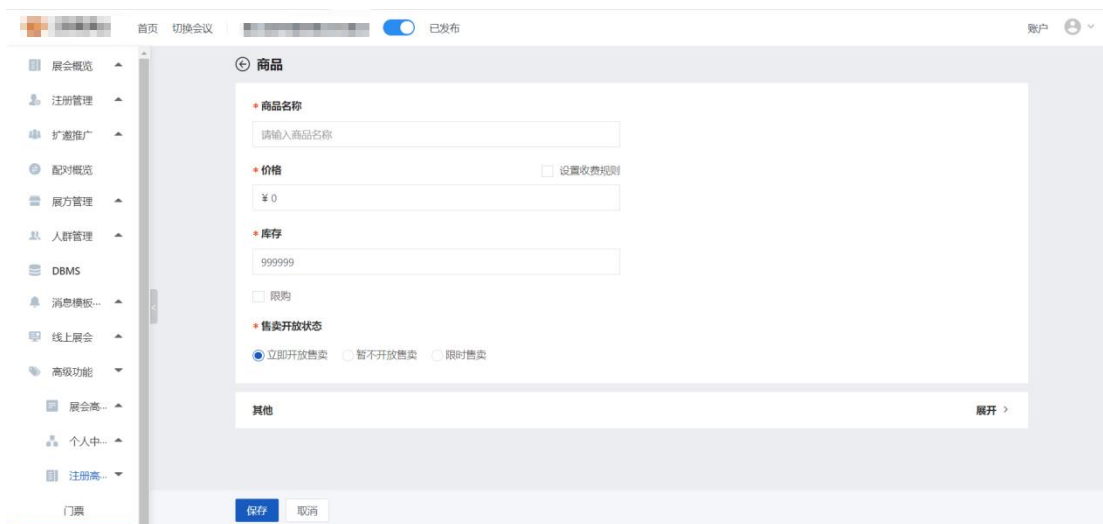 首页 切换会议 已发布 账户
展会概览
注册管理
扩邀推广
配对概览
展方管理
人群管理
DBMS
消息模板...
线上展会
高级功能
展会高...
个人中...
注册高...
门票
商品
* 商品名称
请输入商品名称
* 价格 设置收费规则
¥ 0
* 库存
999999
限购
* 售卖开放状态
立即开放售卖 暂不开放售卖 限时售卖
其他 展开 >
保存 取消